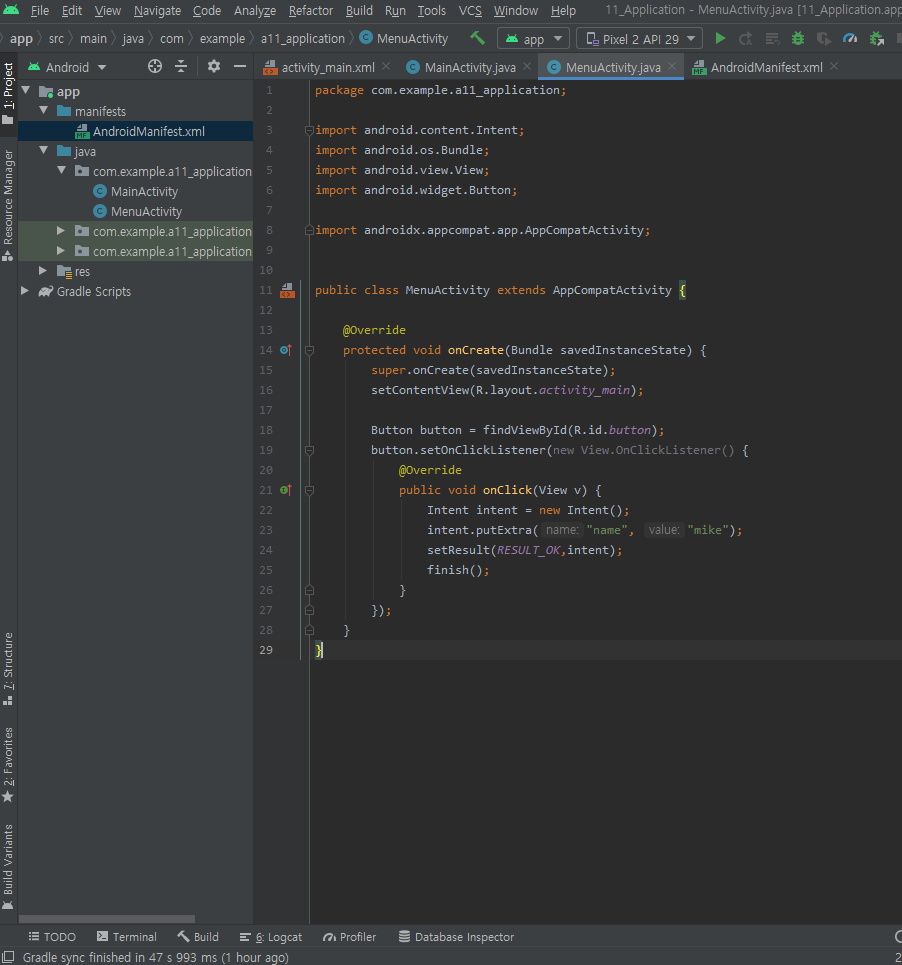 File Edit View Navigate Code Analyze Refactor Build Run Tools VCS Window Help 11_Application - MenuActivity.java [11_Application.app
app src main java com example a11_application MenuActivity app Pixel 2 API 29
Android
activity_main.xml MainActivity.java MenuActivity.java AndroidManifest.xml
1: Project
Resource Manager
7: Structure
2: Favorites
Build Variants
app
manifests
AndroidManifest.xml
java
com.example.a11_application
MainActivity
MenuActivity
com.example.a11_application
com.example.a11_application
res
Gradle Scripts
1 package com.example.a11_application;
2
3 import android.content.Intent;
4 import android.os.Bundle;
5 import android.view.View;
6 import android.widget.Button;
7
8 import androidx.appcompat.app.AppCompatActivity;
9
10
11 public class MenuActivity extends AppCompatActivity {
12
13 @Override
14 protected void onCreate(Bundle savedInstanceState) {
15 super.onCreate(savedInstanceState);
16 setContentView(R.layout.activity_main);
17
18 Button button = findViewById(R.id.button);
19 button.setOnClickListener(new View.OnClickListener() {
20 @Override
21 public void onClick(View v) {
22 Intent intent = new Intent();
23 intent.putExtra( name: "name", value: "mike");
24 setResult(RESULT_OK,intent);
25 finish();
26 }
27 });
28 }
29 }
TODO Terminal Build 6: Logcat Profiler Database Inspector
Gradle sync finished in 47 s 993 ms (1 hour ago) 2